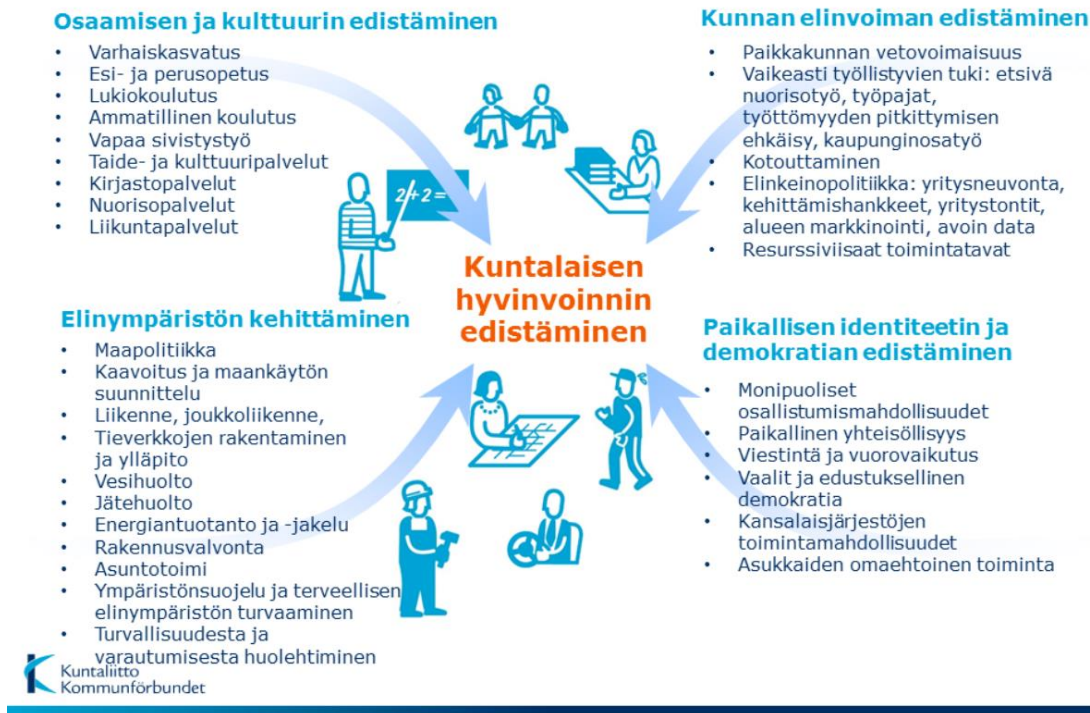 Osaamisen ja kulttuurin edistäminen
• Varhaiskasvatus
• Esi- ja perusopetus
• Lukiokoulutus
• Ammatillinen koulutus
• Vapaa sivistystyö
• Taide- ja kulttuuripalvelut
• Kirjastopalvelut
• Nuorisopalvelut
• Liikuntapalvelut
2+2=
Kunnan elinvoiman edistäminen
• Paikkakunnan vetovoimaisuus
• Vaikeasti työllistyvien tuki: etsivä
nuorisotyö, työpajat,
työttömyyden pitkittymisen
ehkäisy, kaupunginosatyö
• Kotouttaminen
• Elinkeinopolitiikka: yritysneuvonta,
kehittämishankkeet, yritystontit,
alueen markkinointi, avoin data
• Resurssiviisaat toimintatavat
Kuntalaisen
hyvinvoinnin
edistäminen
Elinympäristön kehittäminen
• Maapolitiikka
• Kaavoitus ja maankäytön
suunnittelu
• Liikenne, joukkoliikenne,
• Tieverkkojen rakentaminen
ja ylläpito
• Vesihuolto
• Jätehuolto
• Energiantuotanto ja -jakelu
• Rakennusvalvonta
• Asuntotoimi
• Ympäristönsuojelu ja terveellisen
elinympäristön turvaaminen
• Turvallisuudesta ja
varautumisesta huolehtiminen
Paikallisen identiteetin ja
demokratian edistäminen
• Monipuoliset
osallistumismahdollisuudet
• Paikallinen yhteisöllisyys
• Viestintä ja vuorovaikutus
• Vaalit ja edustuksellinen
demokratia
• Kansalaisjärjestöjen
toimintamahdollisuudet
• Asukkaiden omaehtoinen toiminta
Kuntaliitto
Kommunförbundet